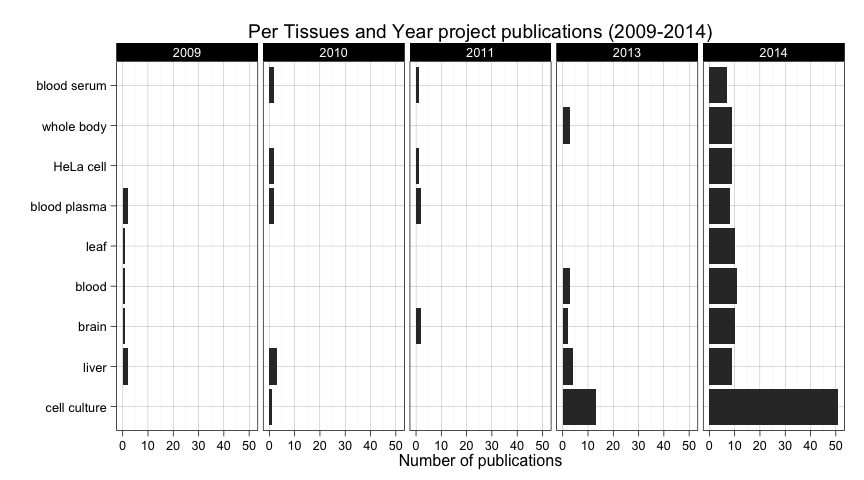 Per Tissues and Year project publications (2009-2014)
2009 2010 2011 2013 2014
blood serum
whole body
HeLa cell
blood plasma
leaf
blood
brain
liver
cell culture
0 10 20 30 40 50 0 10 20 30 40 50 0 10 20 30 40 50 0 10 20 30 40 50 0 10 20 30 40 50
Number of publications